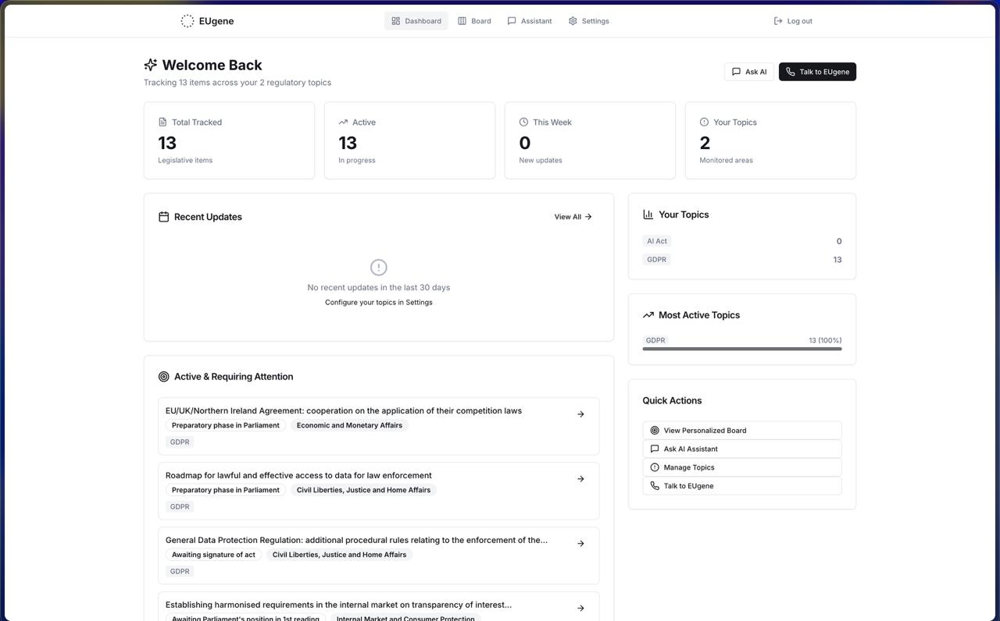 EUgene
Dashboard
Board
Assistant
Settings
Log out
Welcome Back
Tracking 13 items across your 2 regulatory topics
Ask AI
Talk to EUgene
Total Tracked
13
Legislative items
Active
13
In progress
This Week
0
New updates
Your Topics
2
Monitored areas
Recent Updates
View All
No recent updates in the last 30 days
Configure your topics in Settings
Active & Requiring Attention
EU/UK/Northern Ireland Agreement: cooperation on the application of their competition laws
Preparatory phase in Parliament
Economic and Monetary Affairs
GDPR
Roadmap for lawful and effective access to data for law enforcement
Preparatory phase in Parliament
Civil Liberties, Justice and Home Affairs
GDPR
General Data Protection Regulation: additional procedural rules relating to the enforcement of the...
Awaiting signature of act
Civil Liberties, Justice and Home Affairs
GDPR
Establishing harmonised requirements in the internal market on transparency of interest...
Awaiting Parliament's position in 1st reading
Internal Market and Consumer Protection
Your Topics
AI Act
0
GDPR
13
Most Active Topics
GDPR
13 (100%)
Quick Actions
View Personalized Board
Ask AI Assistant
Manage Topics
Talk to EUgene